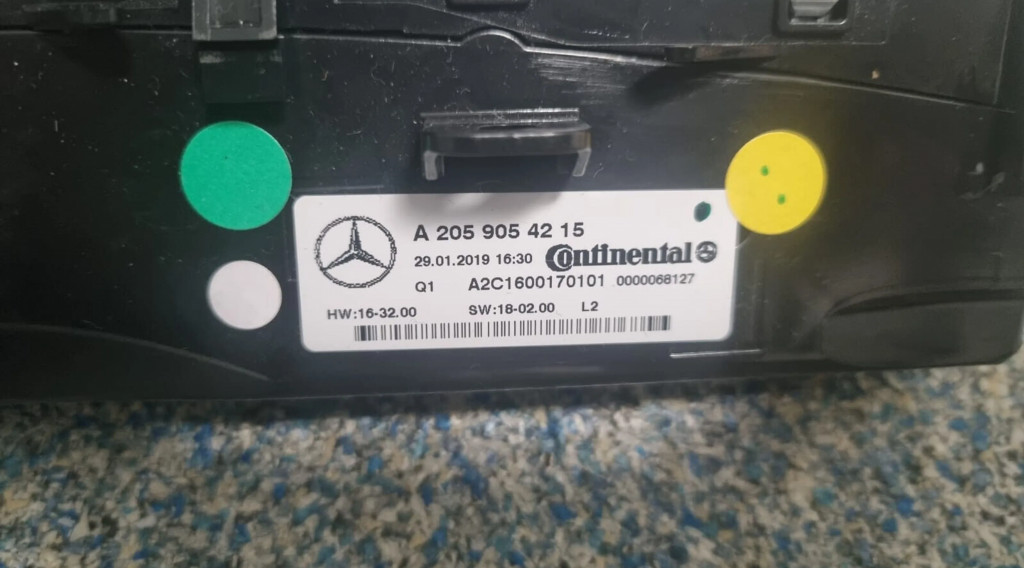 A 205 905 42 15
29.01.2019 16:30 Continental
Q1 A2C1600170101 0000068127
HW:16-32.00 SW:18-02.00 L2